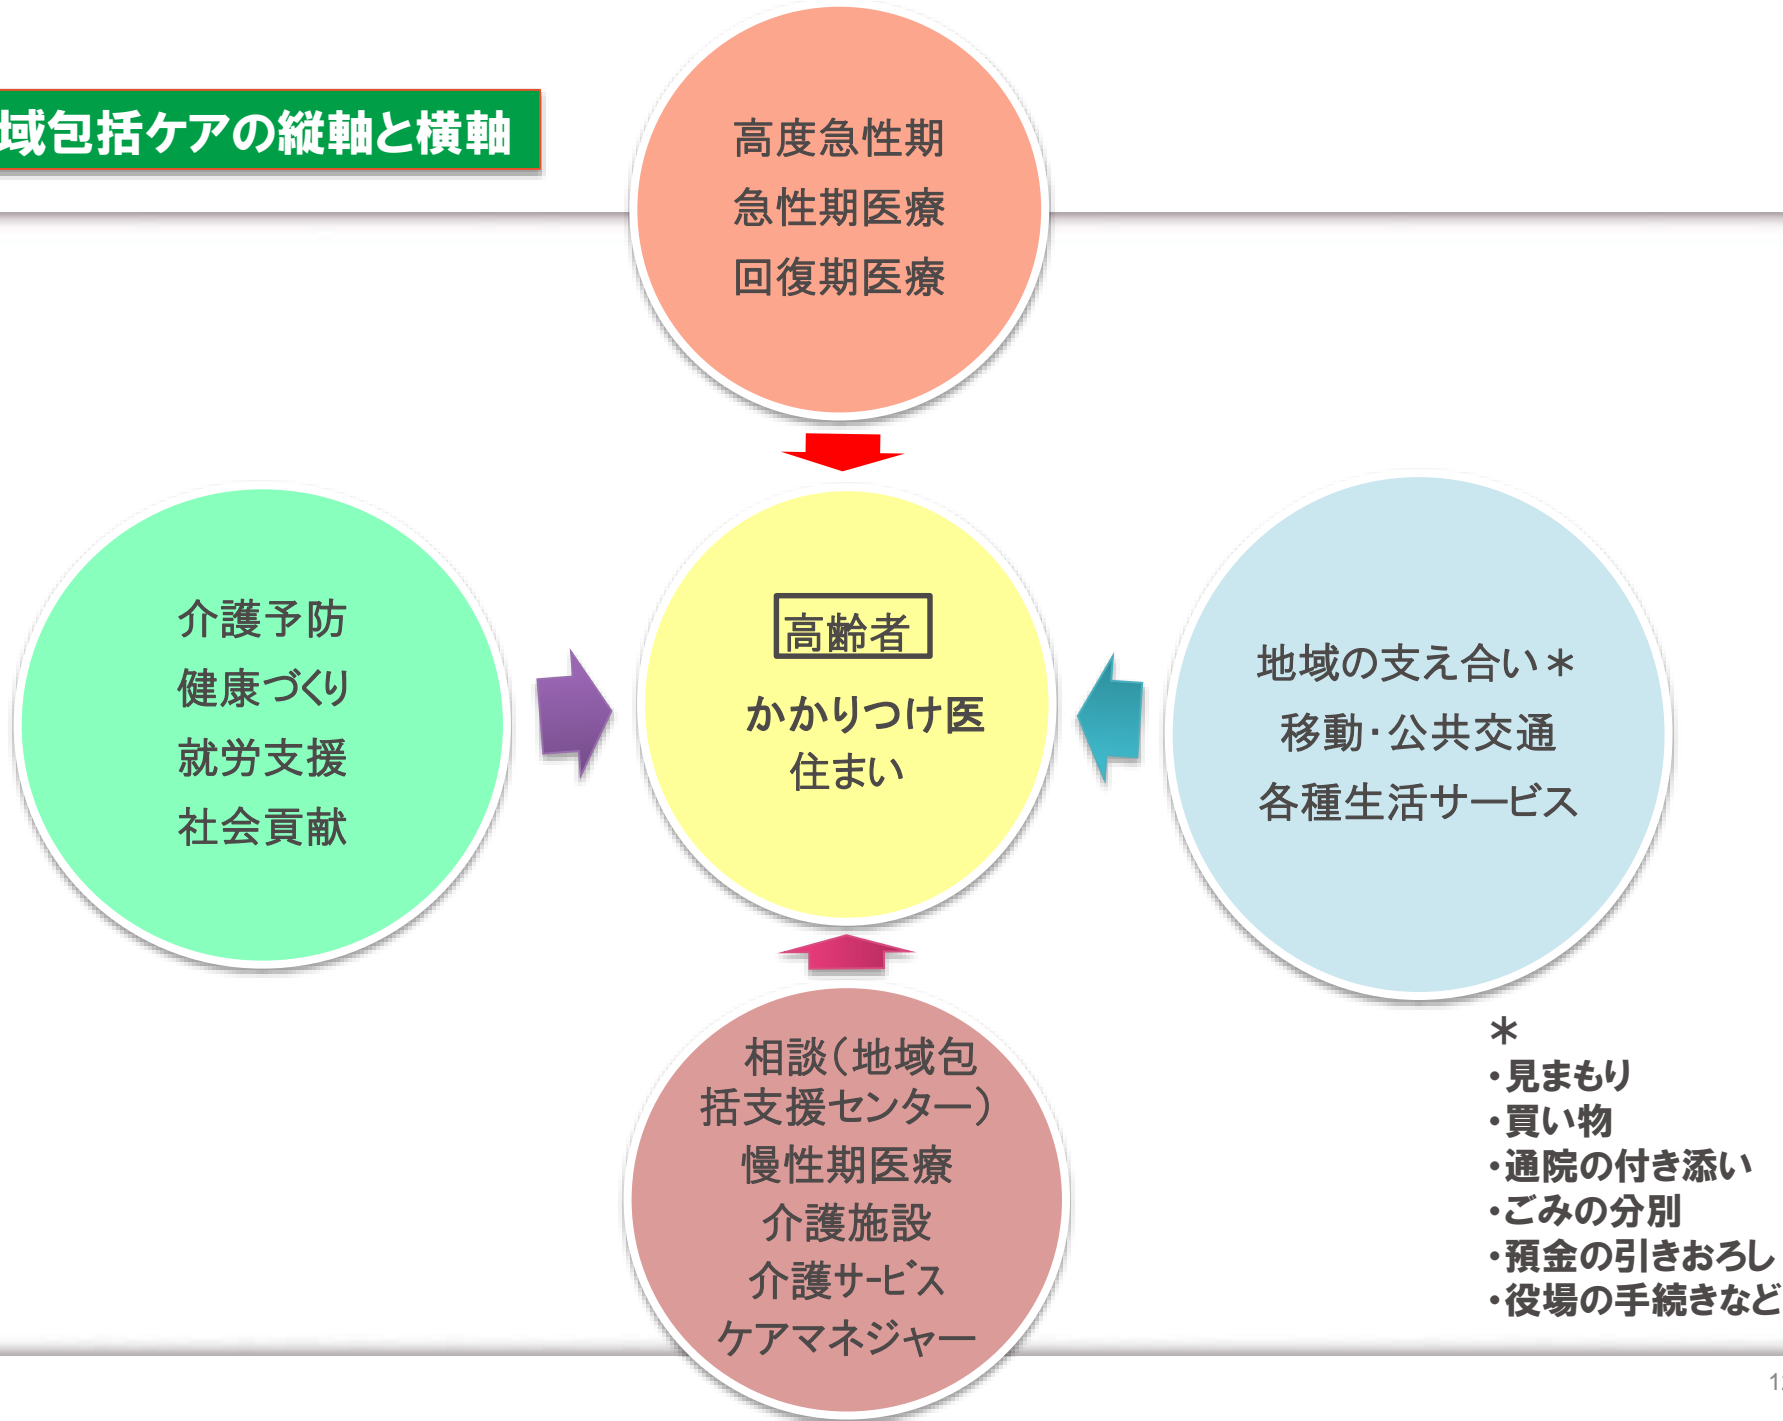 域包括ケアの縦軸と横軸
高度急性期
急性期医療
回復期医療
介護予防
健康づくり
就労支援
社会貢献
高齢者
かかりつけ医
住まい
地域の支え合い＊
移動・公共交通
各種生活サービス
相談（地域包
括支援センター）
慢性期医療
介護施設
介護サービス
ケアマネジャー
＊
・見まもり
・買い物
・通院の付き添い
・ごみの分別
・預金の引きおろし
・役場の手続きなど